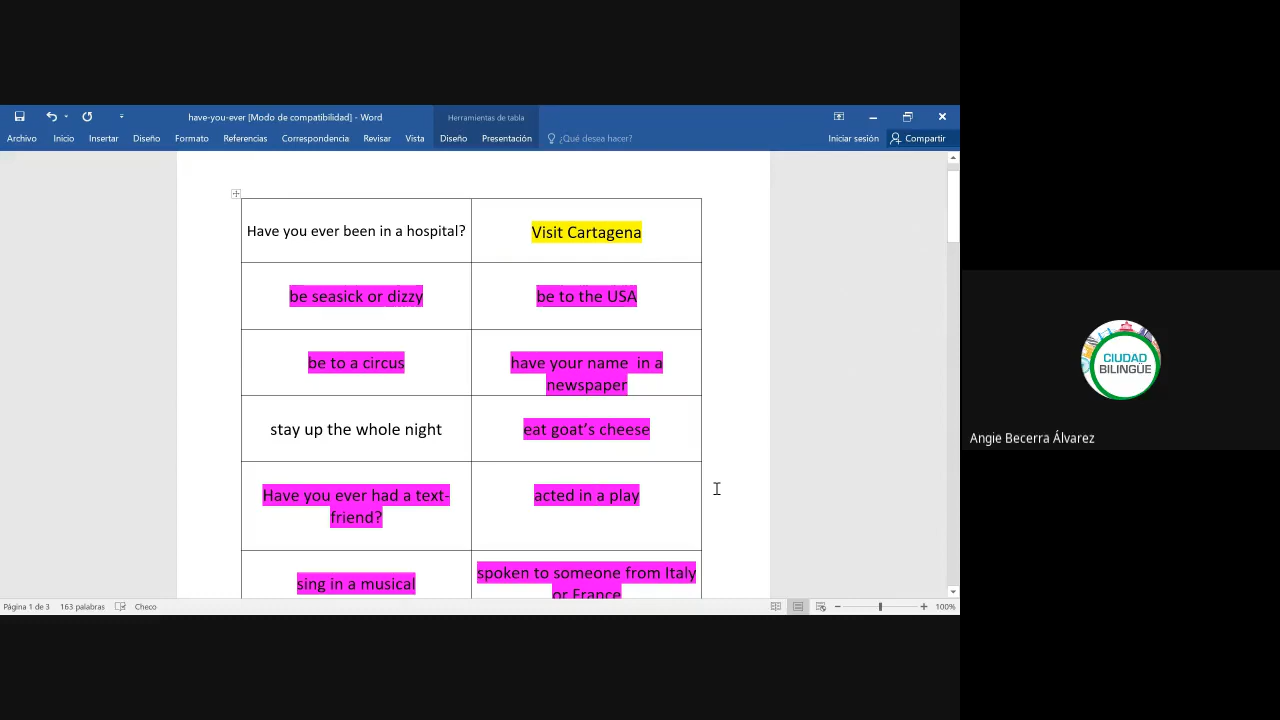 have-you-ever [Modo de compatibilidad] - Word
Herramientas de tabla
Archivo Inicio Insertar Diseño Formato Referencias Correspondencia Revisar Vista Diseño Presentación ¿Qué desea hacer? Iniciar sesión Compartir
Have you ever been in a hospital?
Visit Cartagena
be seasick or dizzy
be to the USA
be to a circus
have your name in a
newspaper
stay up the whole night
eat goat's cheese
Have you ever had a text-
friend?
acted in a play
sing in a musical
spoken to someone from Italy
or France
Página 1 de 3 163 palabras Checo 100%
CIUDAD
BILINGÜE
Angie Becerra Álvarez